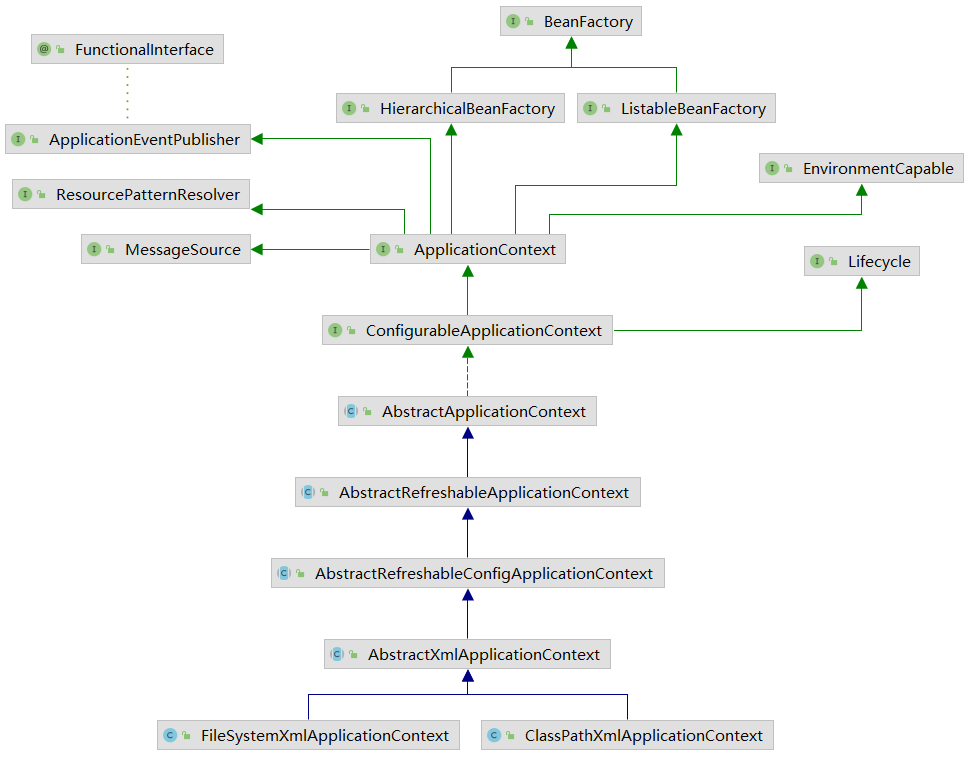 BeanFactory
@ FunctionalInterface
I HierarchicalBeanFactory
I ListableBeanFactory
I ApplicationEventPublisher
I EnvironmentCapable
I ResourcePatternResolver
I MessageSource
I ApplicationContext
I Lifecycle
I ConfigurableApplicationContext
C AbstractApplicationContext
C AbstractRefreshableApplicationContext
C AbstractRefreshableConfigApplicationContext
C AbstractXmlApplicationContext
C FileSystemXmlApplicationContext
C ClassPathXmlApplicationContext